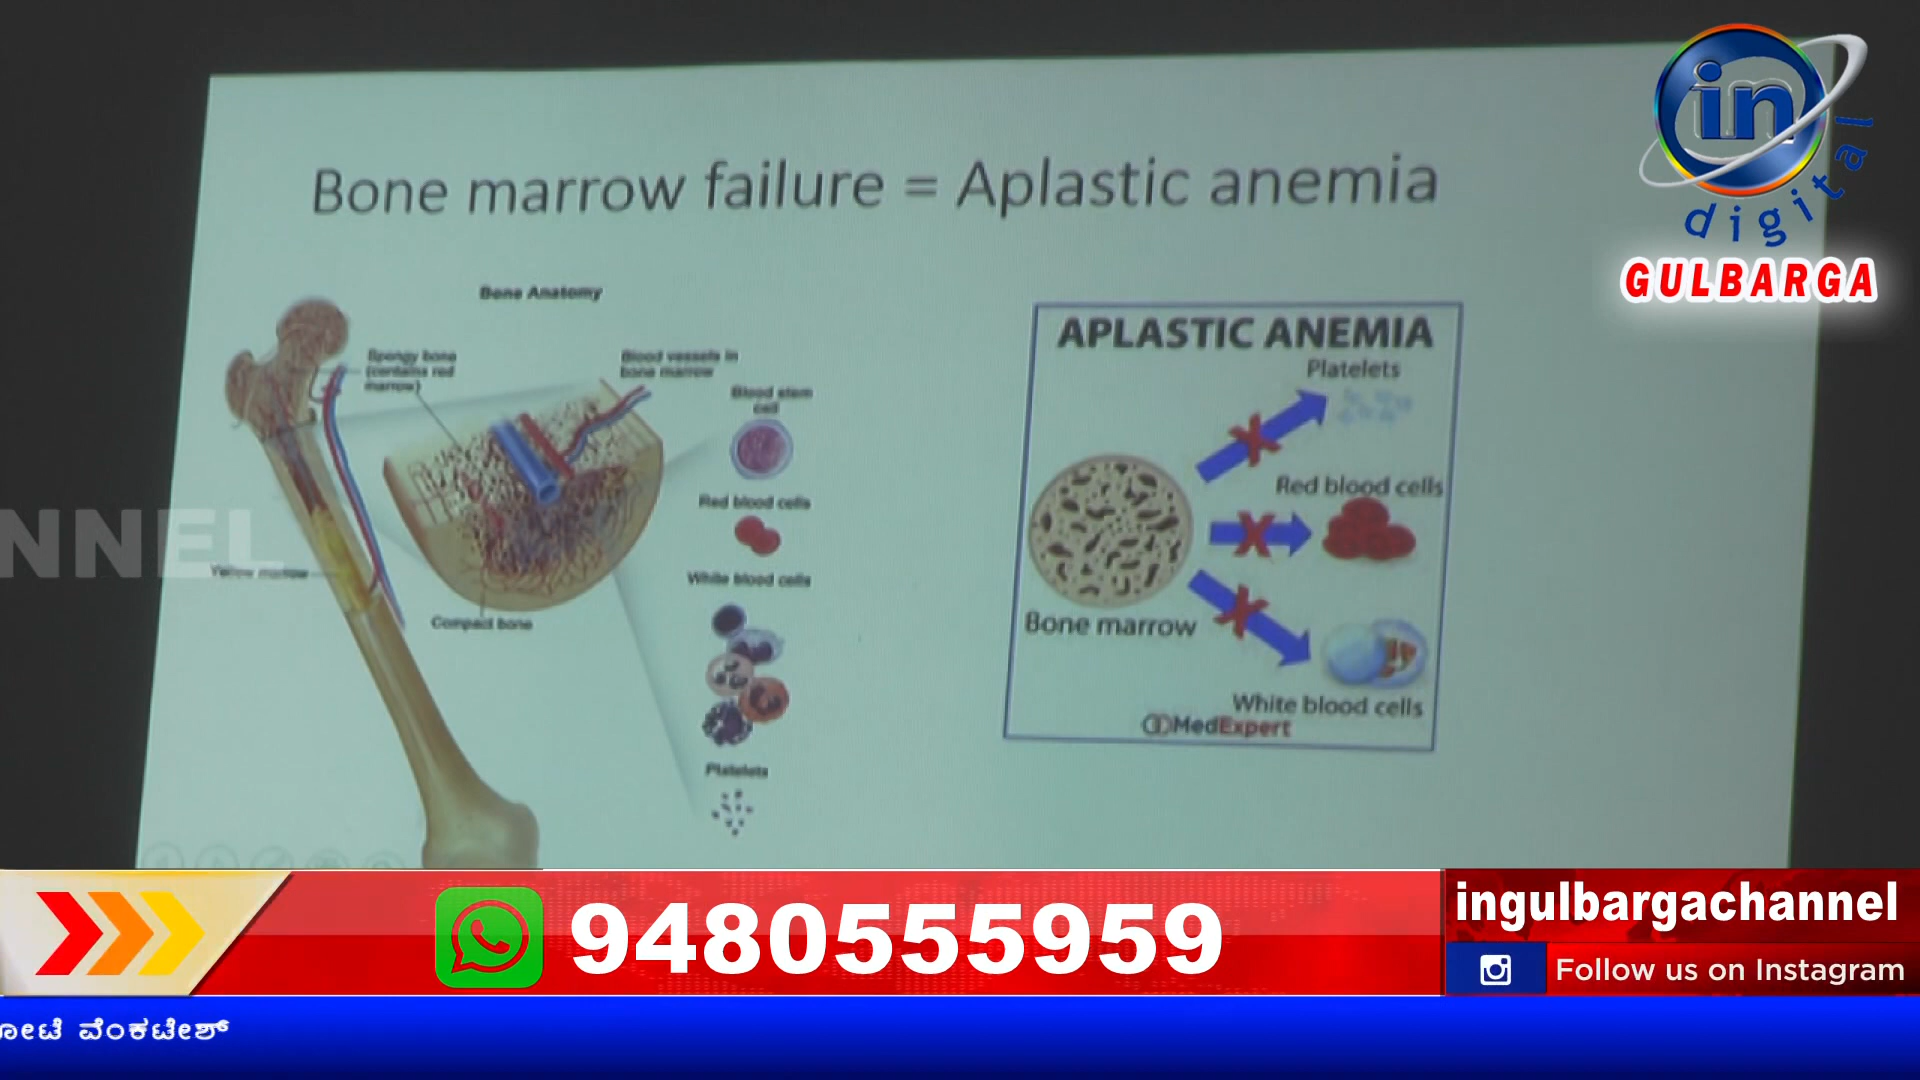 in
digital
GULBARGA
Bone marrow failure = Aplastic anemia
Bone Anatomy
Spongy bone
(contains red
marrow)
Blood vessels in
bone marrow
Blood stem
cell
Red blood cells
White blood cells
Platelets
Yellow marrow
Compact bone
APLASTIC ANEMIA
Platelets
Red blood cells
Bone marrow
White blood cells
MedExpert
NNEL
9480555959
ingulbargachannel
Follow us on Instagram
ವೆಂಕಟೇಶ್